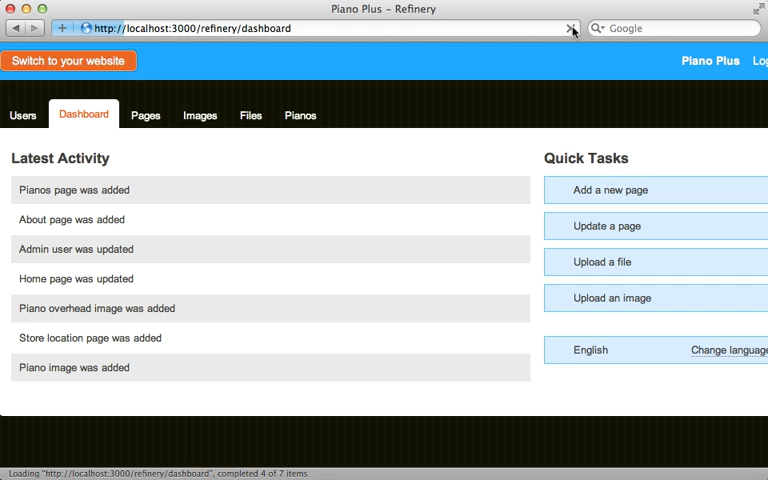 Piano Plus – Refinery
http://localhost:3000/refinery/dashboard
Google
Switch to your website
Piano Plus
Log
Users
Dashboard
Pages
Images
Files
Pianos
Latest Activity
Pianos page was added
About page was added
Admin user was updated
Home page was updated
Piano overhead image was added
Store location page was added
Piano image was added
Quick Tasks
Add a new page
Update a page
Upload a file
Upload an image
English
Change language
Loading "http://localhost:3000/refinery/dashboard", completed 4 of 7 items